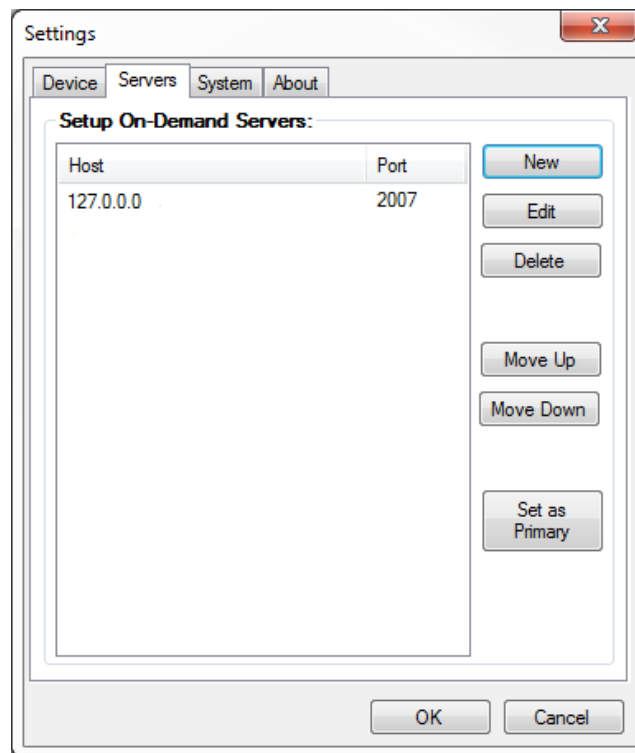 Settings
Device Servers System About
Setup On-Demand Servers:
Host Port New
127.0.0.0 2007
Edit
Delete
Move Up
Move Down
Set as
Primary
OK Cancel